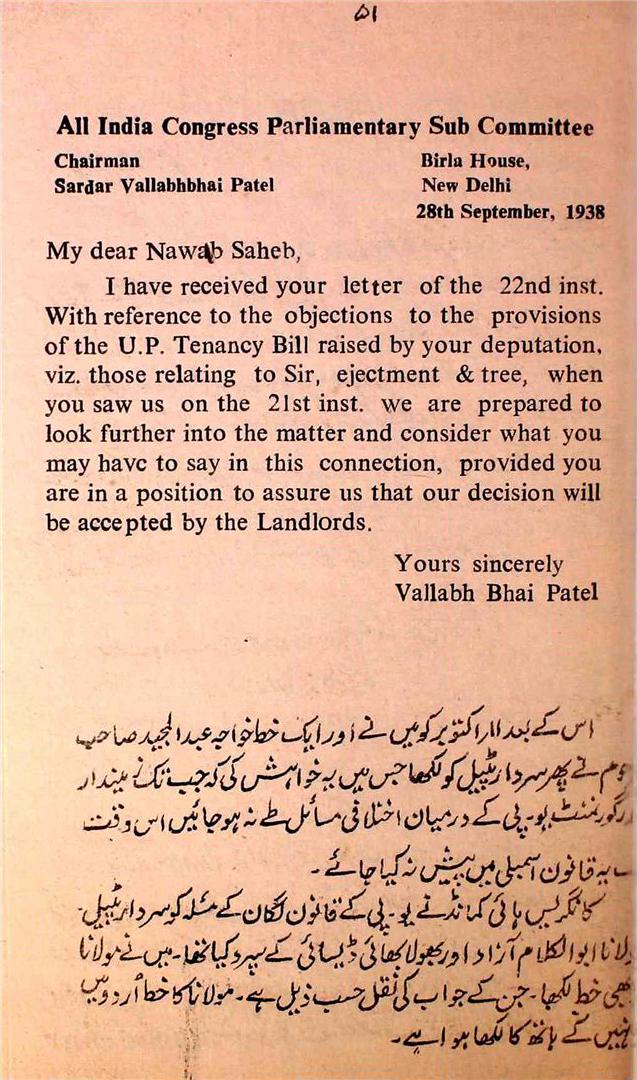 ۵۱
All India Congress Parliamentary Sub Committee
Chairman Birla House,
Sardar Vallabhbhai Patel New Delhi
28th September, 1938
My dear Nawab Saheb,
I have received your letter of the 22nd inst.
With reference to the objections to the provisions
of the U.P. Tenancy Bill raised by your deputation,
viz. those relating to Sir, ejectment & tree, when
you saw us on the 21st inst. we are prepared to
look further into the matter and consider what you
may have to say in this connection, provided you
are in a position to assure us that our decision will
be accepted by the Landlords.
Yours sincerely
Vallabh Bhai Patel
اس کے بعد ۱۱ر اکتوبر کو میں نے اور ایک خط خواجہ عبدالمجید صاحب
نے پھر سردار پٹیل کو لکھا جس میں یہ خواہش کی کہ جب تک زمیندار
گورنمنٹ یو۔پی کے درمیان اختلافی مسائل طے نہ ہو جائیں اس وقت
یہ قانون اسمبلی میں پیش نہ کیا جائے۔
کانگریس ہائی کمانڈ نے یو۔پی کے قانون لگان کے مسئلہ کو سردار پٹیل۔
ابوالکلام آزاد اور بھولا بھائی ڈیسائی کے سپرد کیا تھا۔ میں نے مولانا
بھی خط لکھا۔ جن کے جواب کی نقل حسب ذیل ہے۔ مولانا کا خط اُردو میں
انہیں کے ہاتھ کا لکھا ہوا ہے۔